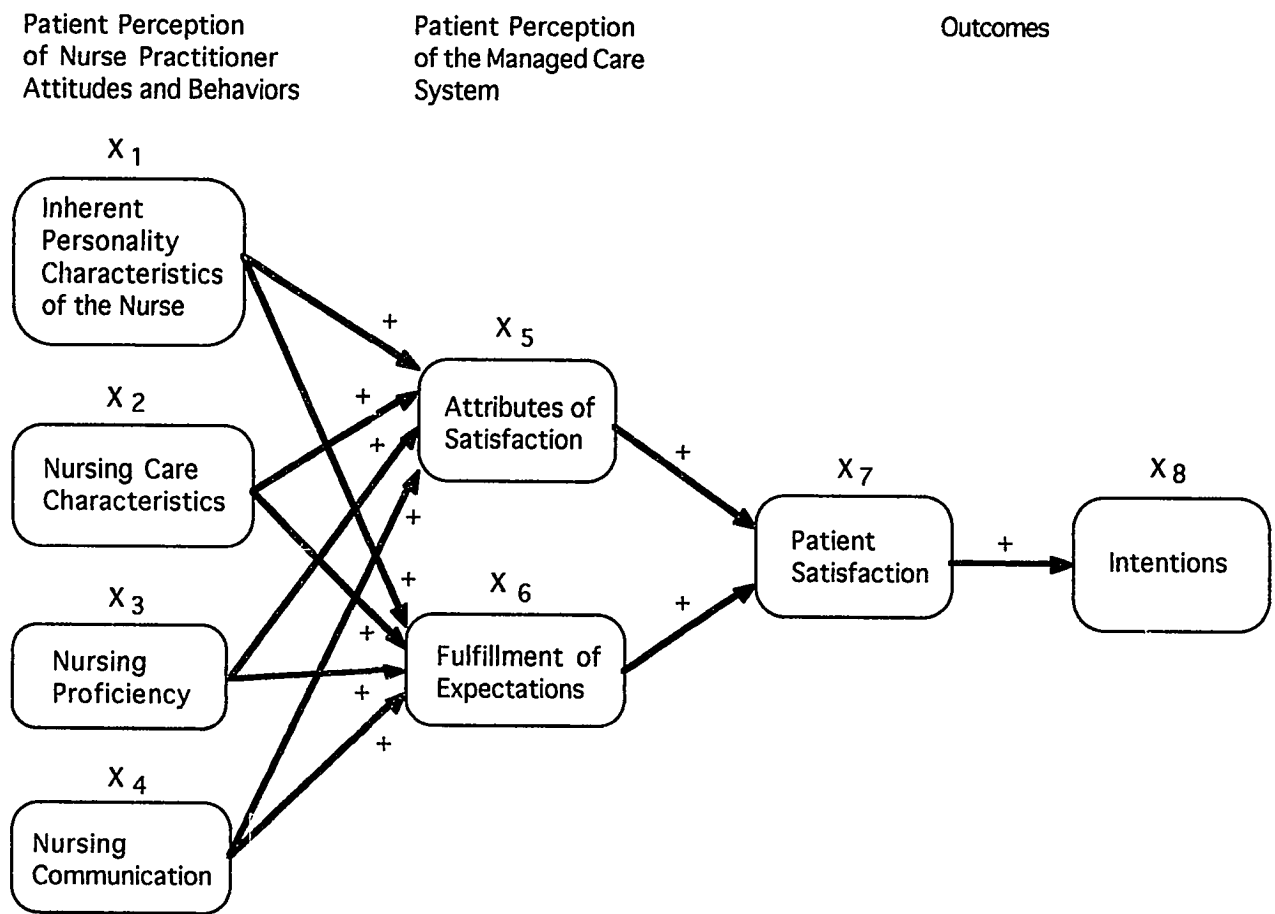 Patient Perception
of Nurse Practitioner
Attitudes and Behaviors
Patient Perception
of the Managed Care
System
Outcomes
X 1
Inherent
Personality
Characteristics
of the Nurse
X 2
Nursing Care
Characteristics
X 3
Nursing
Proficiency
X 4
Nursing
Communication
+
+
+
+
+
+
+
+
X 5
Attributes of
Satisfaction
X 6
Fulfillment of
Expectations
+
+
X 7
Patient
Satisfaction
+
X 8
Intentions